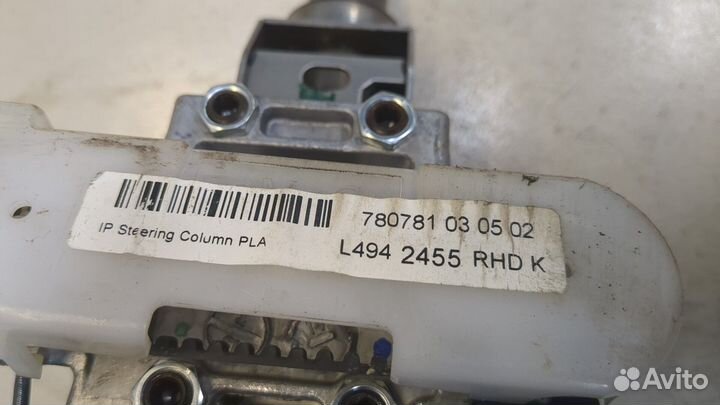 780781 03 05 02
IP Steering Column PLA
L494 2455 RHD K
Avito